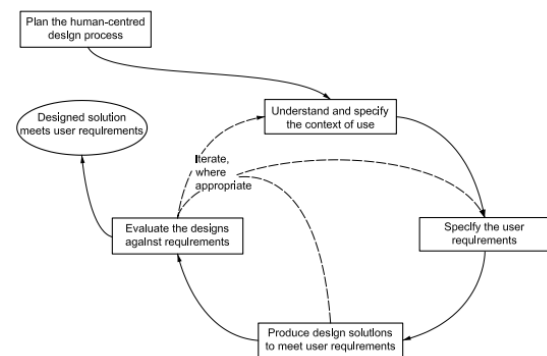 Plan the human-centred
design process
Designed solution
meets user requirements
Understand and specify
the context of use
Iterate,
where
appropriate
Evaluate the designs
against requirements
Specify the user
requirements
Produce design solutions
to meet user requirements